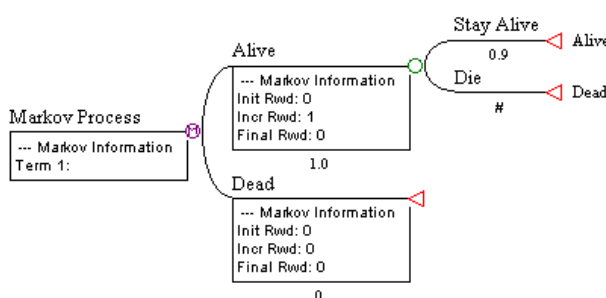 Stay Alive
Alive
0.9
Alive
Die
--- Markov Information
Init Rwd: 0
Incr Rwd: 1
Final Rwd: 0
Dead
#
Markov Process
--- Markov Information
Term 1:
1.0
Dead
--- Markov Information
Init Rwd: 0
Incr Rwd: 0
Final Rwd: 0
0